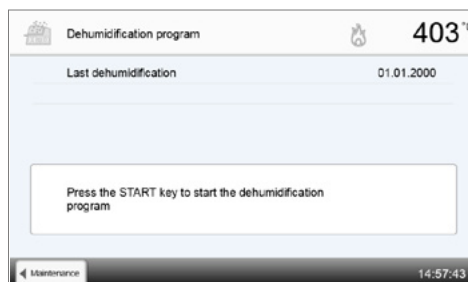 Dehumidification program
403 °C
Last dehumidification 01.01.2000
Press the START key to start the dehumidification
program
Maintenance 14:57:43